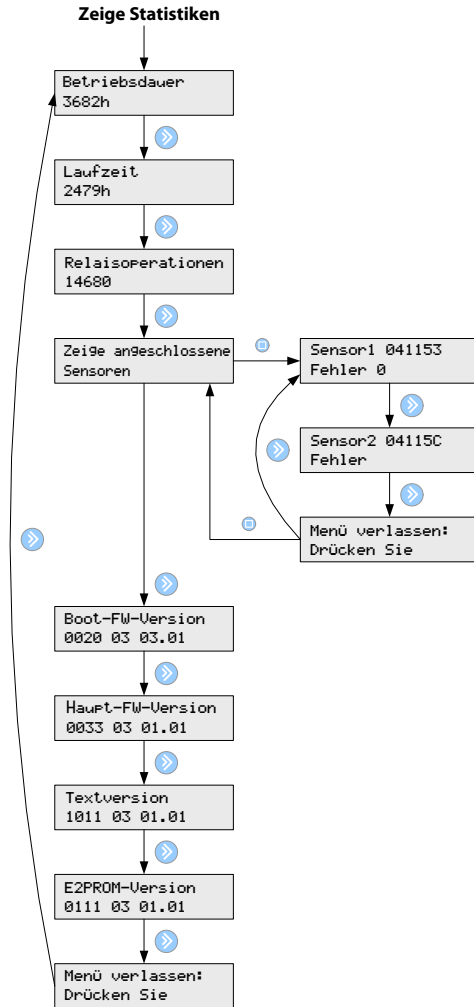 Zeige Statistiken
Betriebsdauer
3682h
Laufzeit
2479h
Relaisoperationen
14680
Zeige angeschlossene
Sensoren
Sensor1 041153
Fehler 0
Sensor2 04115C
Fehler
Menü verlassen:
Drücken Sie
Boot-FW-Version
0020 03 03.01
Haupt-FW-Version
0033 03 01.01
Textversion
1011 03 01.01
E2PROM-Version
0111 03 01.01
Menü verlassen:
Drücken Sie